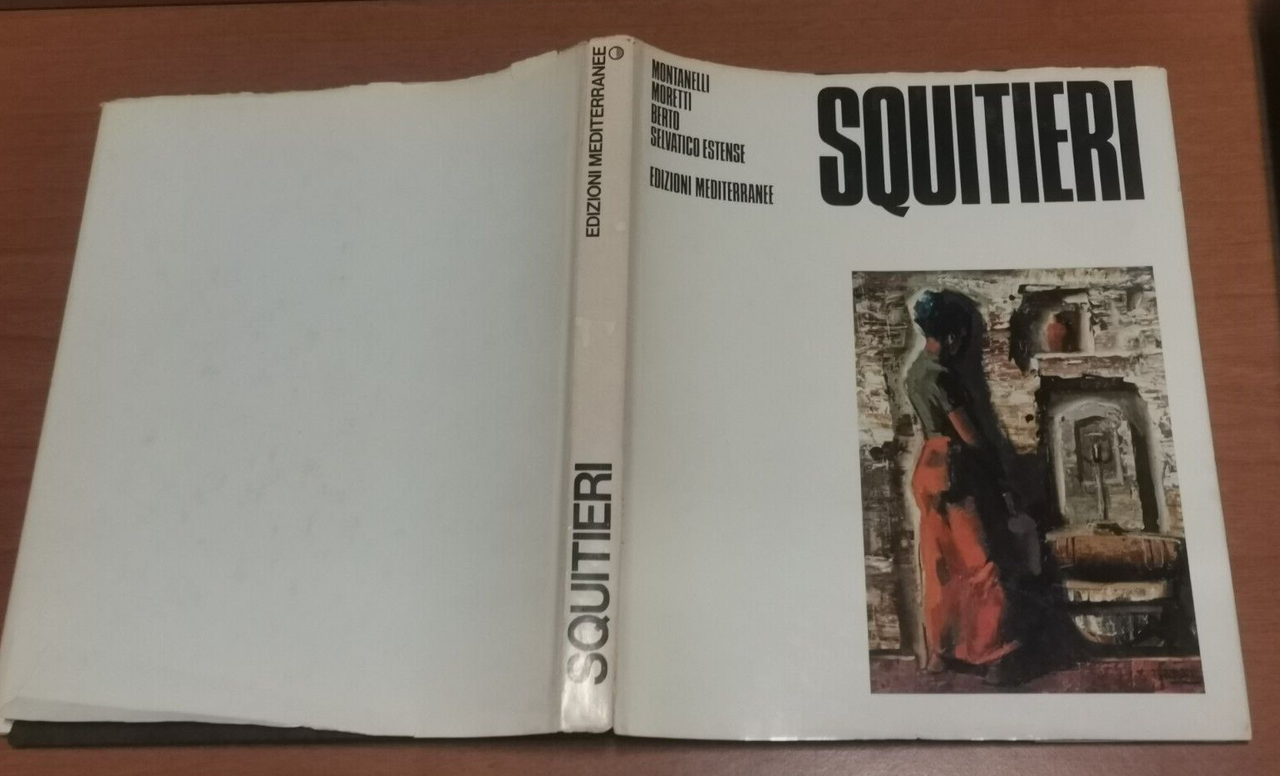 EDIZIONI MEDITERRANEE
SQUITIERI
MONTANELLI
MORETTI
BERTO
SELVATICO ESTENSE
EDIZIONI MEDITERRANEE
SQUITIERI